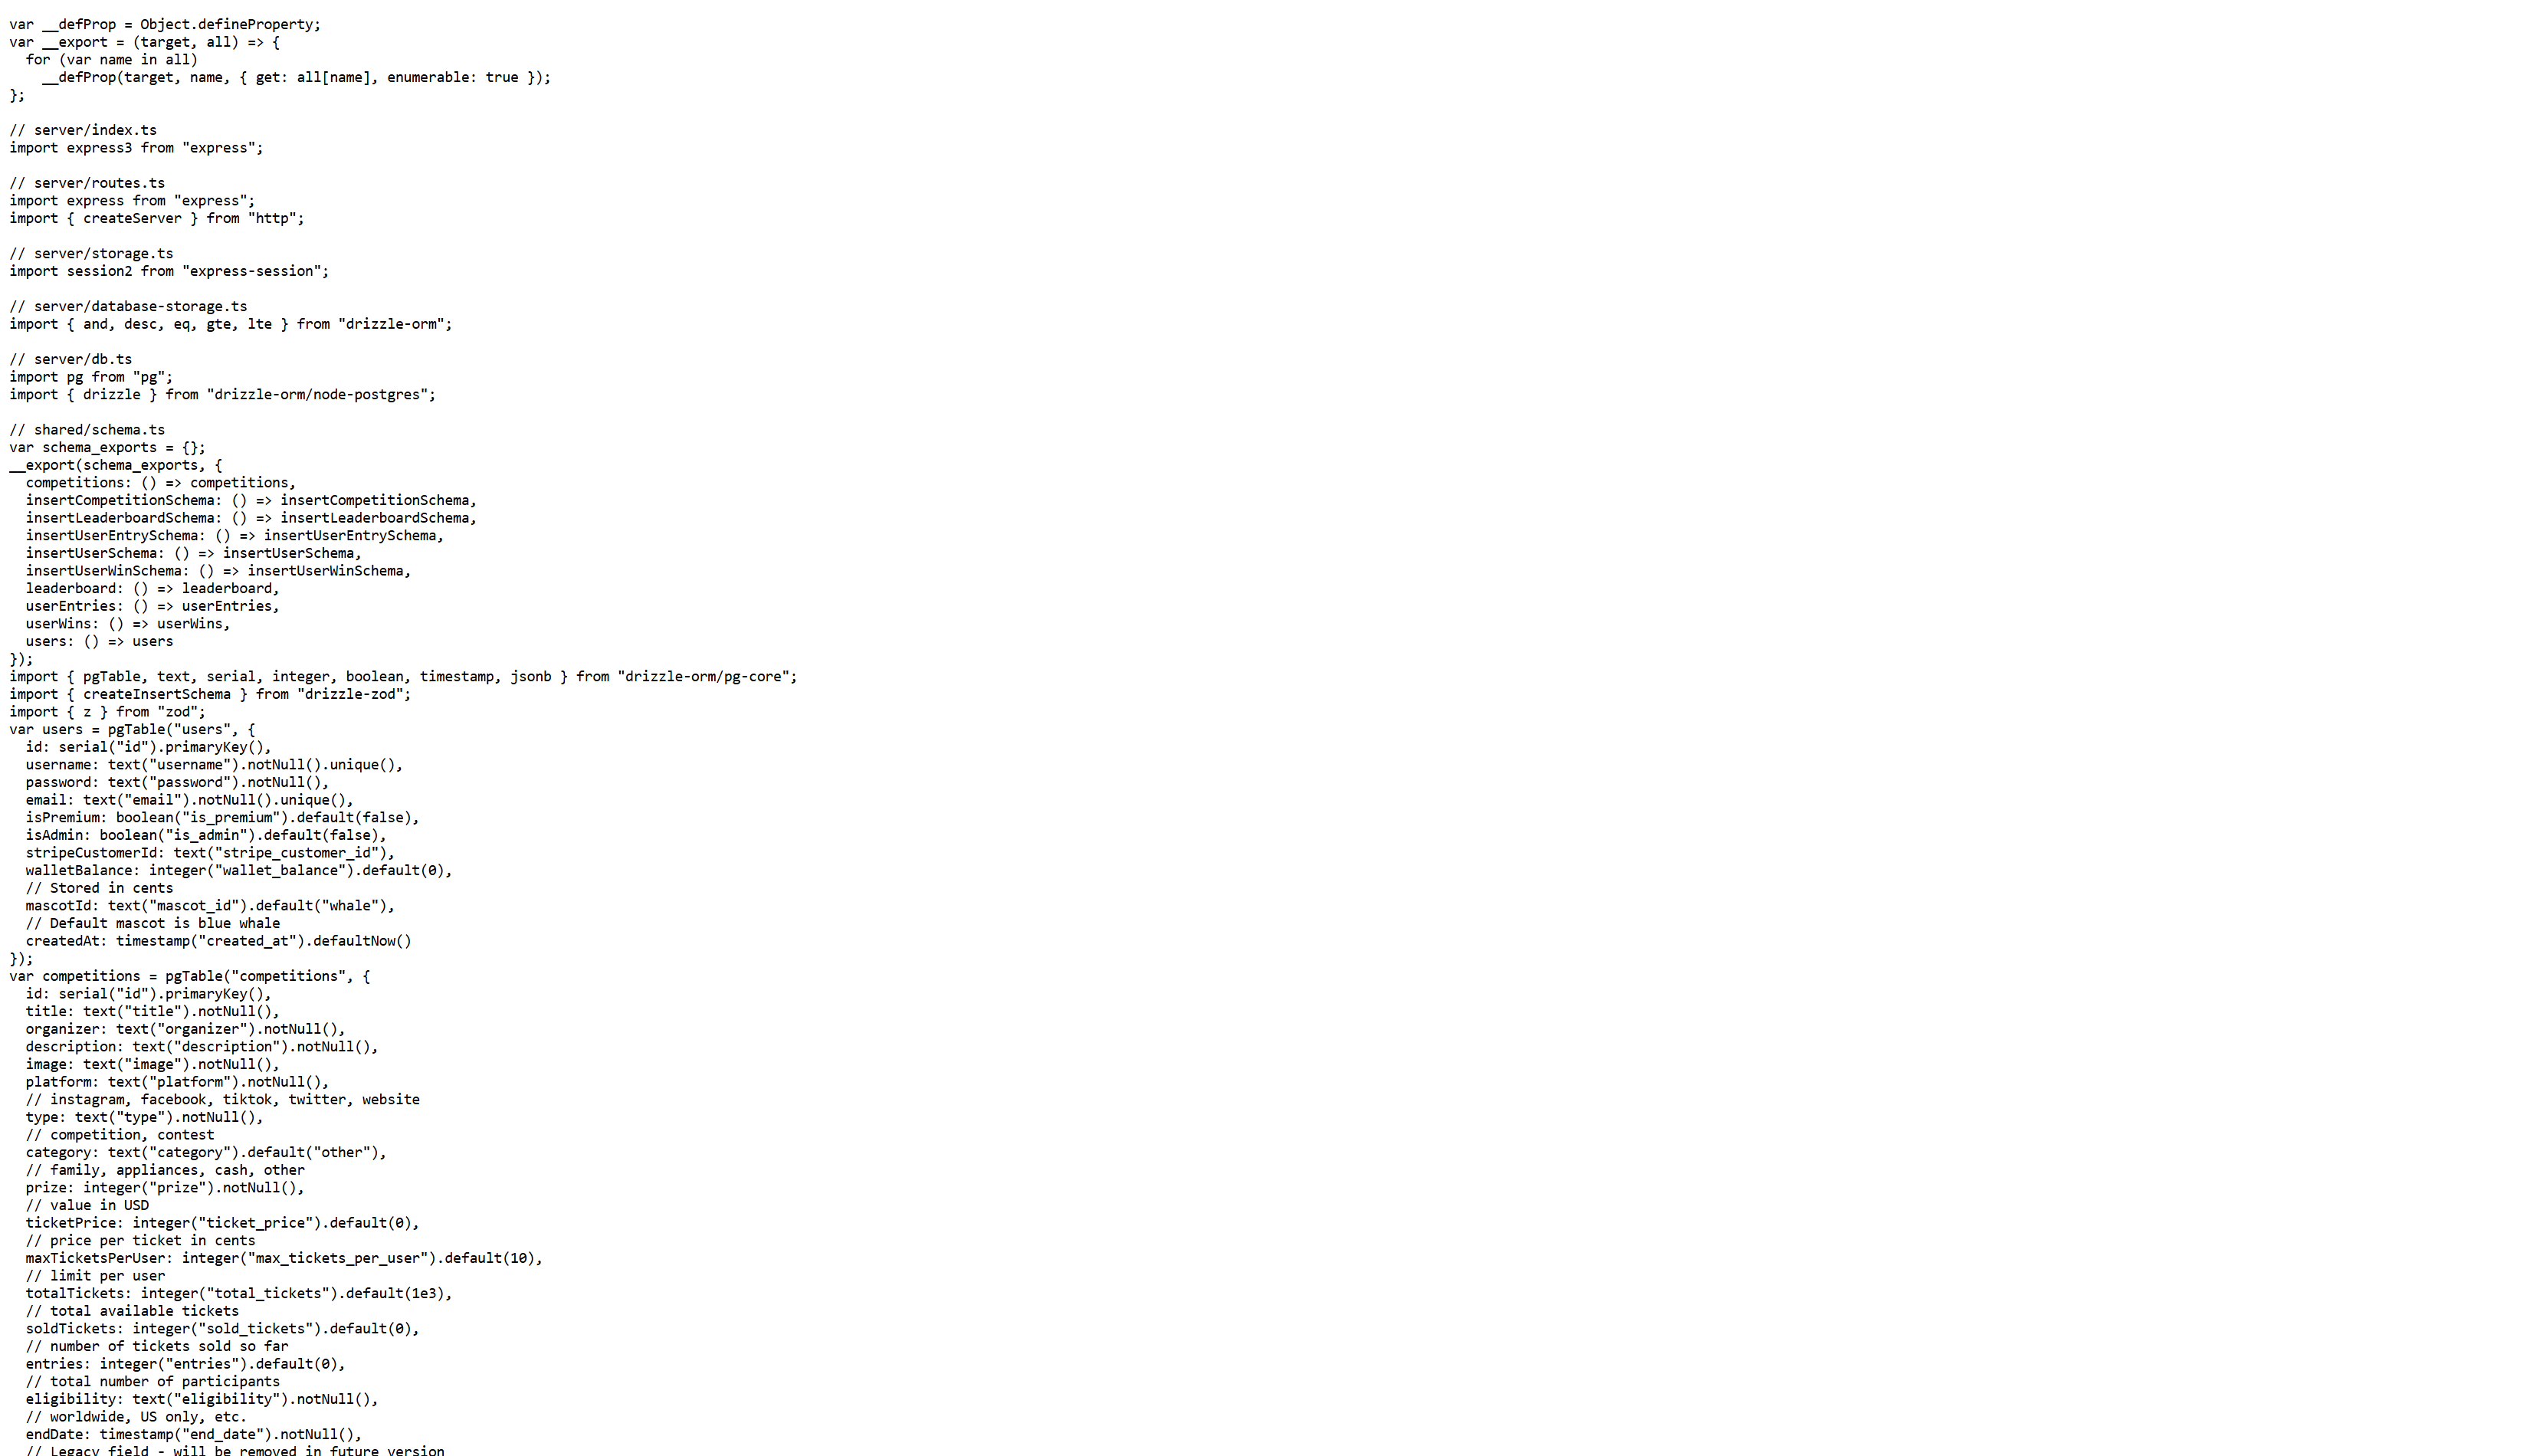 var __defProp = Object.defineProperty;
var __export = (target, all) => {
  for (var name in all)
    __defProp(target, name, { get: all[name], enumerable: true });
};

// server/index.ts
import express3 from "express";

// server/routes.ts
import express from "express";
import { createServer } from "http";

// server/storage.ts
import session2 from "express-session";

// server/database-storage.ts
import { and, desc, eq, gte, lte } from "drizzle-orm";

// server/db.ts
import pg from "pg";
import { drizzle } from "drizzle-orm/node-postgres";

// shared/schema.ts
var schema_exports = {};
__export(schema_exports, {
  competitions: () => competitions,
  insertCompetitionSchema: () => insertCompetitionSchema,
  insertLeaderboardSchema: () => insertLeaderboardSchema,
  insertUserEntrySchema: () => insertUserEntrySchema,
  insertUserSchema: () => insertUserSchema,
  insertUserWinSchema: () => insertUserWinSchema,
  leaderboard: () => leaderboard,
  userEntries: () => userEntries,
  userWins: () => userWins,
  users: () => users
});
import { pgTable, text, serial, integer, boolean, timestamp, jsonb } from "drizzle-orm/pg-core";
import { createInsertSchema } from "drizzle-zod";
import { z } from "zod";
var users = pgTable("users", {
  id: serial("id").primaryKey(),
  username: text("username").notNull().unique(),
  password: text("password").notNull(),
  email: text("email").notNull().unique(),
  isPremium: boolean("is_premium").default(false),
  isAdmin: boolean("is_admin").default(false),
  stripeCustomerId: text("stripe_customer_id"),
  walletBalance: integer("wallet_balance").default(0),
  // Stored in cents
  mascotId: text("mascot_id").default("whale"),
  // Default mascot is blue whale
  createdAt: timestamp("created_at").defaultNow()
});
var competitions = pgTable("competitions", {
  id: serial("id").primaryKey(),
  title: text("title").notNull(),
  organizer: text("organizer").notNull(),
  description: text("description").notNull(),
  image: text("image").notNull(),
  platform: text("platform").notNull(),
  // instagram, facebook, tiktok, twitter, website
  type: text("type").notNull(),
  // competition, contest
  category: text("category").default("other"),
  // family, appliances, cash, other
  prize: integer("prize").notNull(),
  // value in USD
  ticketPrice: integer("ticket_price").default(0),
  // price per ticket in cents
  maxTicketsPerUser: integer("max_tickets_per_user").default(10),
  // limit per user
  totalTickets: integer("total_tickets").default(1e3),
  // total available tickets
  soldTickets: integer("sold_tickets").default(0),
  // number of tickets sold so far
  entries: integer("entries").default(0),
  // total number of participants
  eligibility: text("eligibility").notNull(),
  // worldwide, US only, etc.
  endDate: timestamp("end_date").notNull(),
  // Legacy field - will be removed in future version